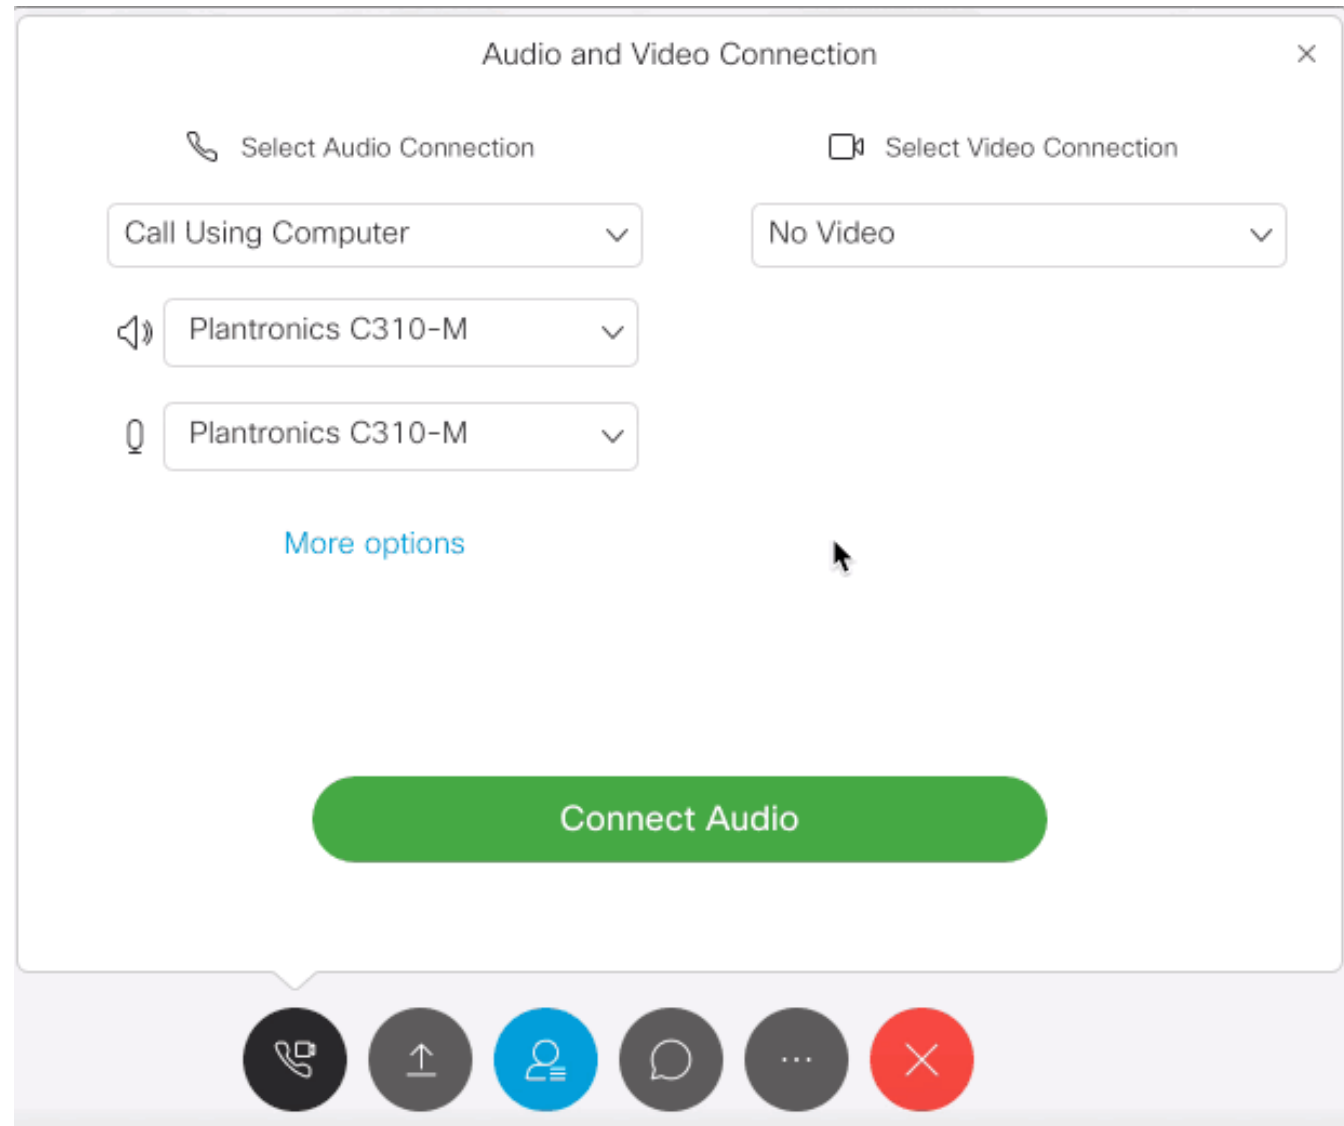 Audio and Video Connection
Select Audio Connection
Select Video Connection
Call Using Computer
No Video
Plantronics C310-M
Plantronics C310-M
More options
Connect Audio